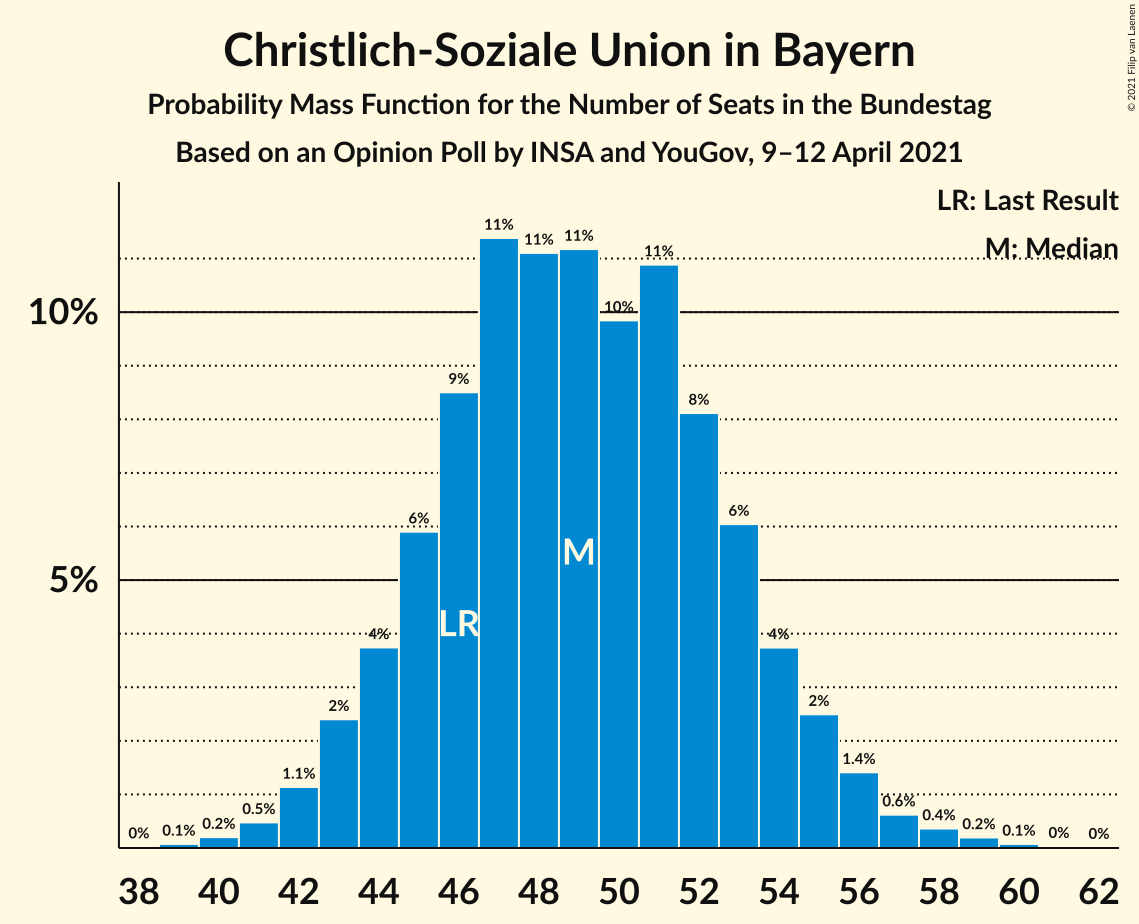 Christlich-Soziale Union in Bayern
Probability Mass Function for the Number of Seats in the Bundestag
Based on an Opinion Poll by INSA and YouGov, 9–12 April 2021
© 2021 Filip van Laenen
LR: Last Result
M: Median
10%
5%
0% 0.1% 0.2% 0.5% 1.1% 2% 4% 6% 9% 11% 11% 11% 10% 11% 8% 6% 4% 2% 1.4% 0.6% 0.4% 0.2% 0.1% 0% 0%
LR M
38 40 42 44 46 48 50 52 54 56 58 60 62